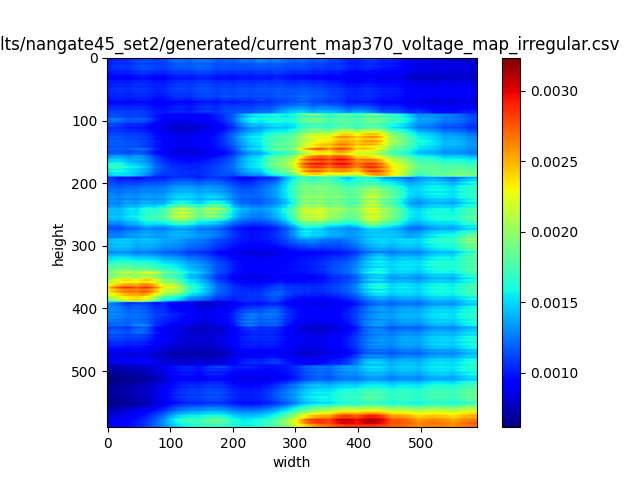 lts/nangate45_set2/generated/current_map370_voltage_map_irregular.csv
0
100
200
300
400
500
height
0 100 200 300 400 500
width
0.0030
0.0025
0.0020
0.0015
0.0010